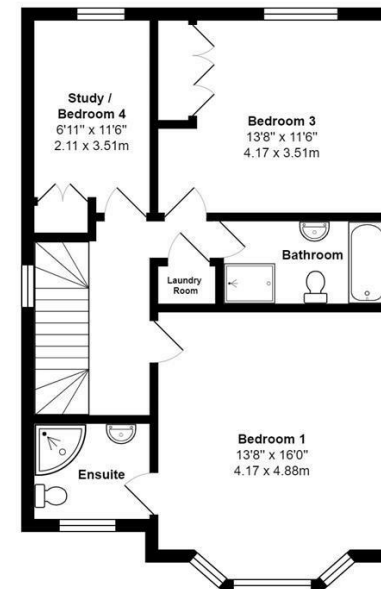 Study /
Bedroom 4
6'11" x 11'6"
2.11 x 3.51m
Bedroom 3
13'8" x 11'6"
4.17 x 3.51m
Bathroom
Laundry
Room
Bedroom 1
13'8" x 16'0"
4.17 x 4.88m
Ensuite